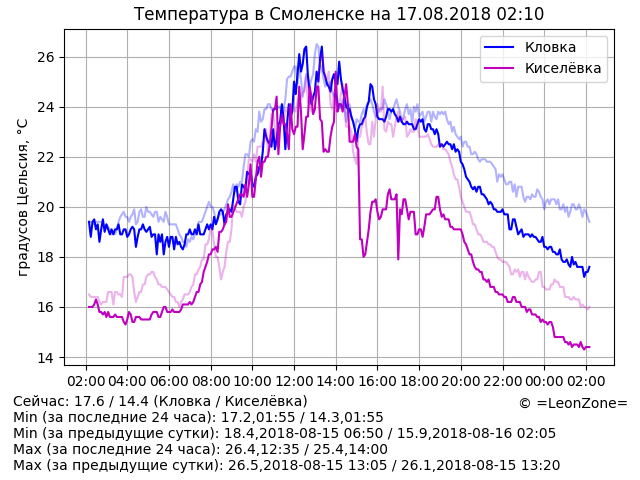 Температура в Смоленске на 17.08.2018 02:10
Кловка
Киселёвка
градусов Цельсия, °C
26
24
22
20
18
16
14
02:00 04:00 06:00 08:00 10:00 12:00 14:00 16:00 18:00 20:00 22:00 00:00 02:00
Сейчас: 17.6 / 14.4 (Кловка / Киселёвка)
© =LeonZone=
Min (за последние 24 часа): 17.2,01:55 / 14.3,01:55
Min (за предыдущие сутки): 18.4,2018-08-15 06:50 / 15.9,2018-08-16 02:05
Max (за последние 24 часа): 26.4,12:35 / 25.4,14:00
Max (за предыдущие сутки): 26.5,2018-08-15 13:05 / 26.1,2018-08-15 13:20